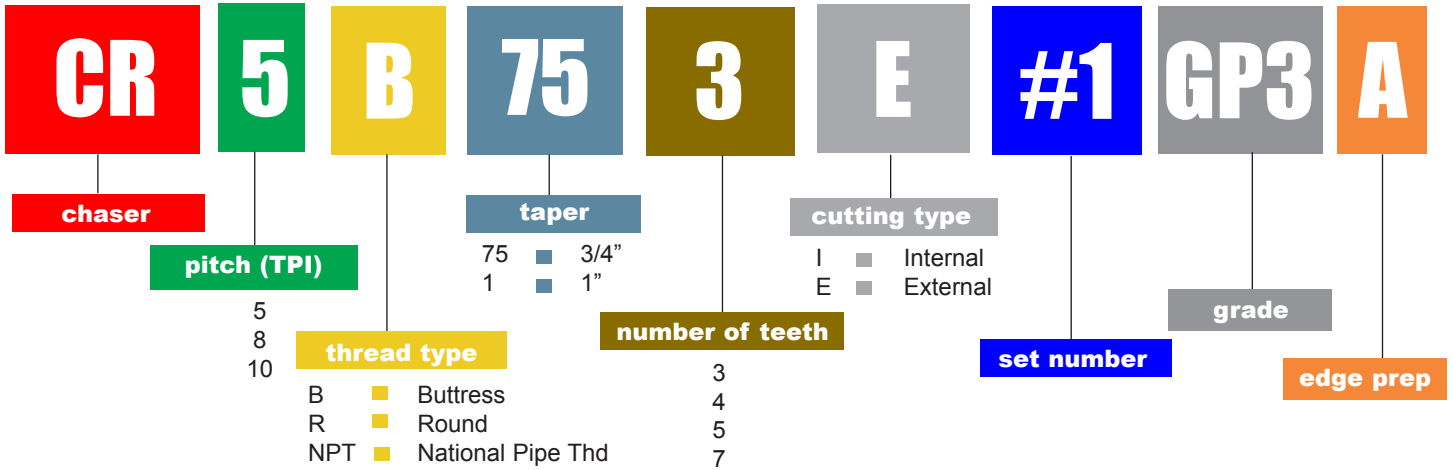 CR 5 B 75 3 E #1 GP3 A
chaser
pitch (TPI)
5
8
10
thread type
B Buttress
R Round
NPT National Pipe Thd
taper
75 3/4”
1 1”
number of teeth
3
4
5
7
cutting type
I Internal
E External
set number
grade
edge prep